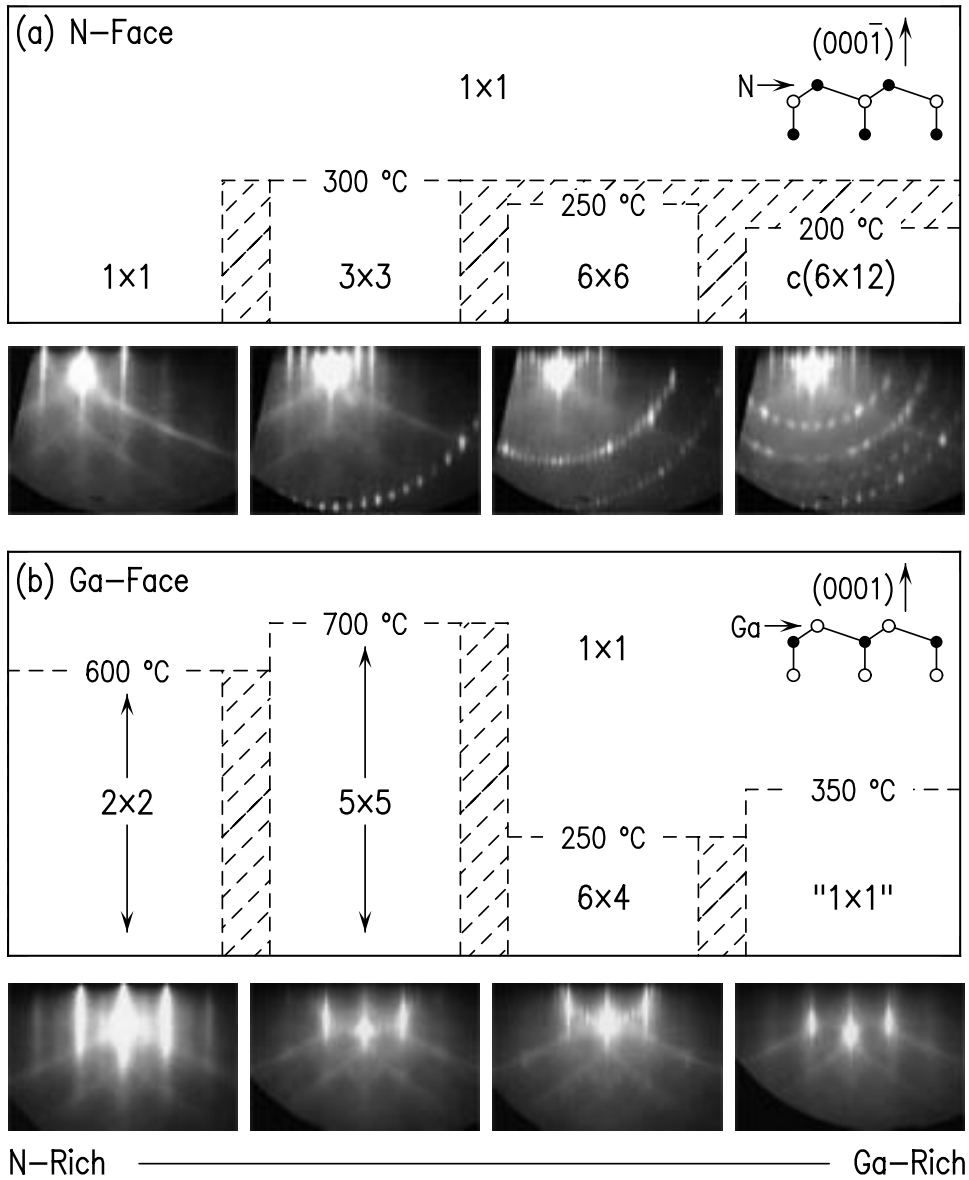 (a) N-Face
(0001̄)
1×1
N
300 °C
250 °C
200 °C
1×1
3×3
6×6
c(6×12)
(b) Ga-Face
(0001)
700 °C
Ga
1×1
600 °C
350 °C
2×2
5×5
250 °C
6×4
"1×1"
N-Rich
Ga-Rich